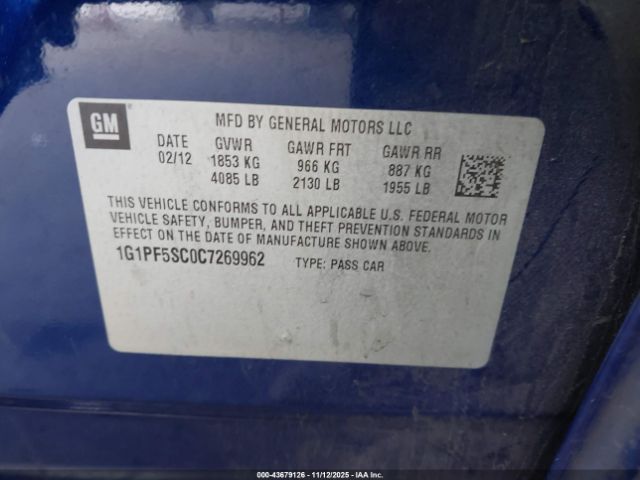 GM
MFD BY GENERAL MOTORS LLC
DATE GVWR GAWR FRT GAWR RR
02/12 1853 KG 966 KG 887 KG
4085 LB 2130 LB 1955 LB
THIS VEHICLE CONFORMS TO ALL APPLICABLE U.S. FEDERAL MOTOR
VEHICLE SAFETY, BUMPER, AND THEFT PREVENTION STANDARDS IN
EFFECT ON THE DATE OF MANUFACTURE SHOWN ABOVE.
1G1PF5SC0C7269962 TYPE: PASS CAR
000-43679126 - 11/12/2025 - IAA Inc.